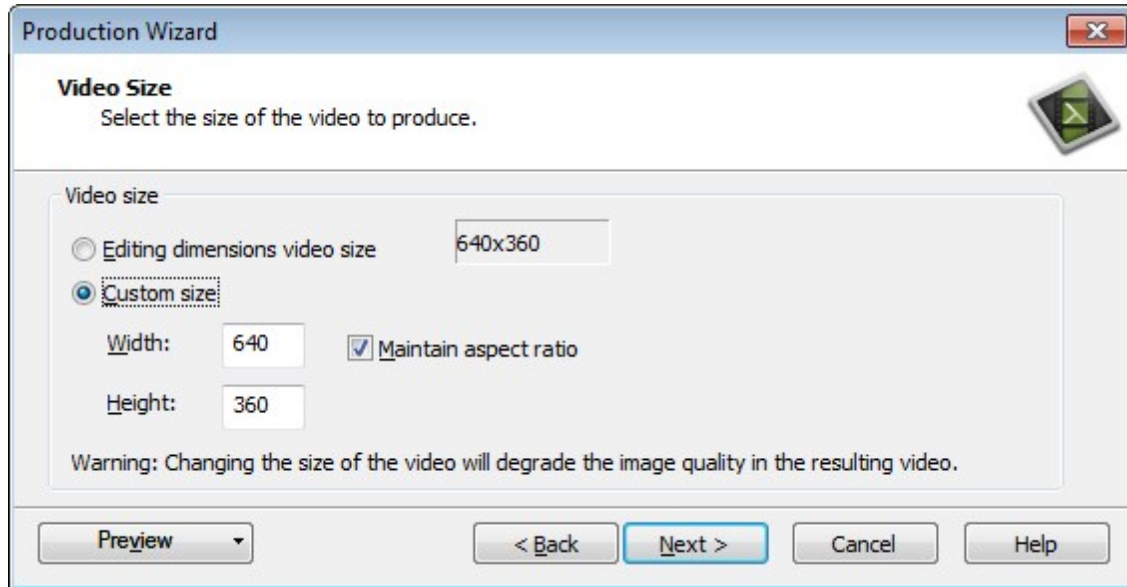 Production Wizard
Video Size
Select the size of the video to produce.
Video size
Editing dimensions video size 640x360
Custom size
Width: 640 Maintain aspect ratio
Height: 360
Warning: Changing the size of the video will degrade the image quality in the resulting video.
Preview < Back Next > Cancel Help